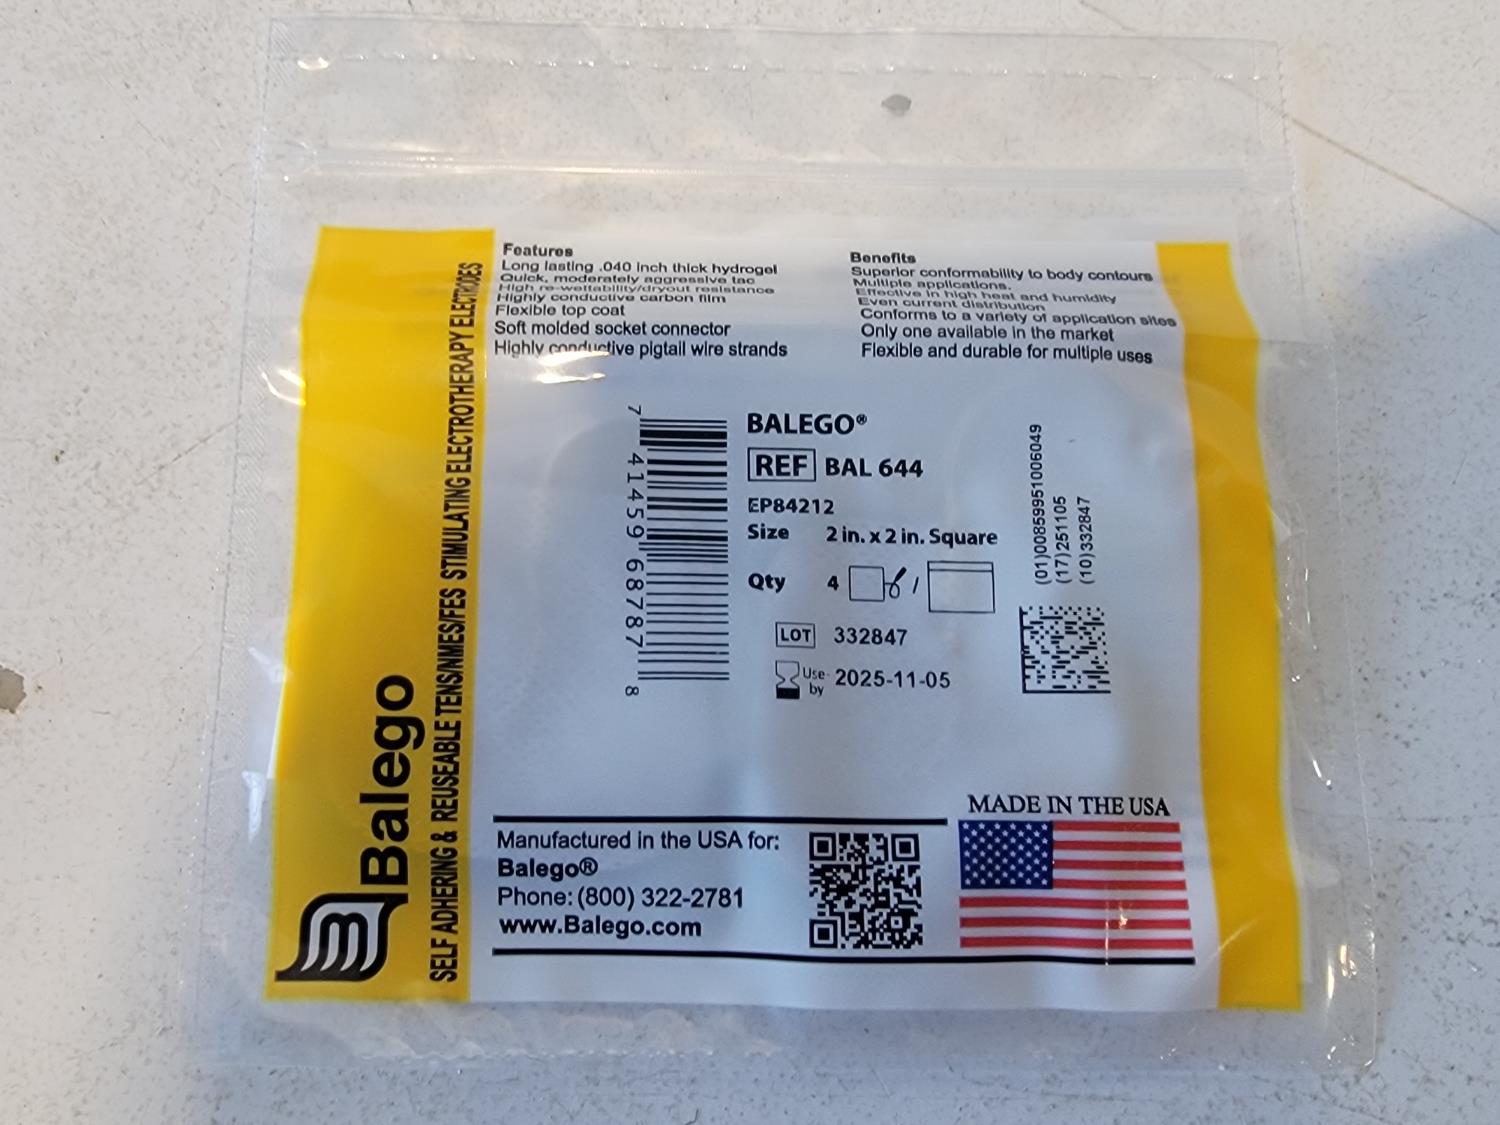 Features
Long lasting .040 inch thick hydrogel
Quick, moderately aggressive tac
High re-wettability/dryout resistance
Highly conductive carbon film
Flexible top coat
Soft molded socket connector
Highly conductive pigtail wire strands
Benefits
Superior conformability to body contours
Multiple applications.
Effective in high heat and humidity
Even current distribution
Conforms to a variety of application sites
Only one available in the market
Flexible and durable for multiple uses
Balego
SELF ADHERING & REUSEABLE TENS/NMES/FES STIMULATING ELECTROTHERAPY ELECTRODES
7 41459 68787 8
BALEGO®
REF BAL 644
EP84212
Size 2 in. x 2 in. Square
Qty 4 / 
LOT 332847
Use by 2025-11-05
(01)00859951006049
(17)251105
(10)332847
Manufactured in the USA for:
Balego®
Phone: (800) 322-2781
www.Balego.com
MADE IN THE USA